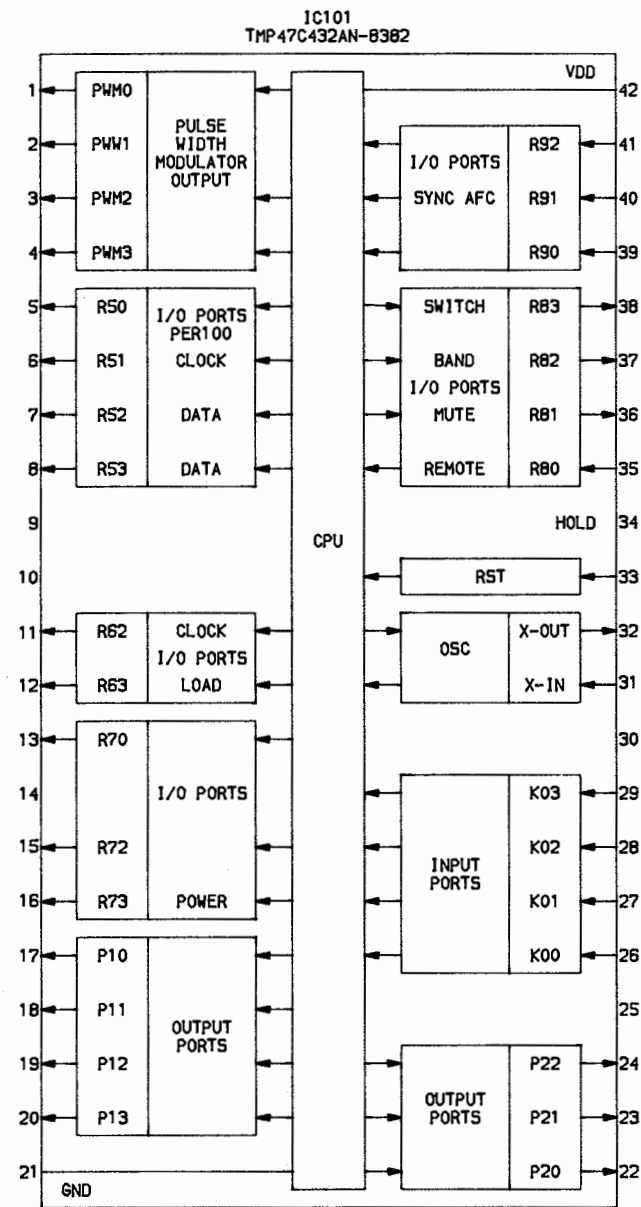 IC101
TMP47C432AN-8382
VDD
1 PWM0 42
PULSE
WIDTH
MODULATOR
OUTPUT
2 PWW1 R92 41
I/O PORTS
3 PWM2 SYNC AFC R91 40
4 PWM3 R90 39
5 R50 SWITCH R83 38
I/O PORTS
PER100
6 R51 CLOCK BAND R82 37
I/O PORTS
7 R52 DATA MUTE R81 36
8 R53 DATA REMOTE R80 35
9 HOLD 34
CPU
10 RST 33
11 R62 CLOCK X-OUT 32
I/O PORTS OSC
12 R63 LOAD X-IN 31
13 R70 30
14 I/O PORTS K03 29
15 R72 K02 28
INPUT
PORTS
16 R73 POWER K01 27
17 P10 K00 26
18 P11 25
OUTPUT
PORTS
19 P12 P22 24
OUTPUT
PORTS
20 P13 P21 23
21 P20 22
GND